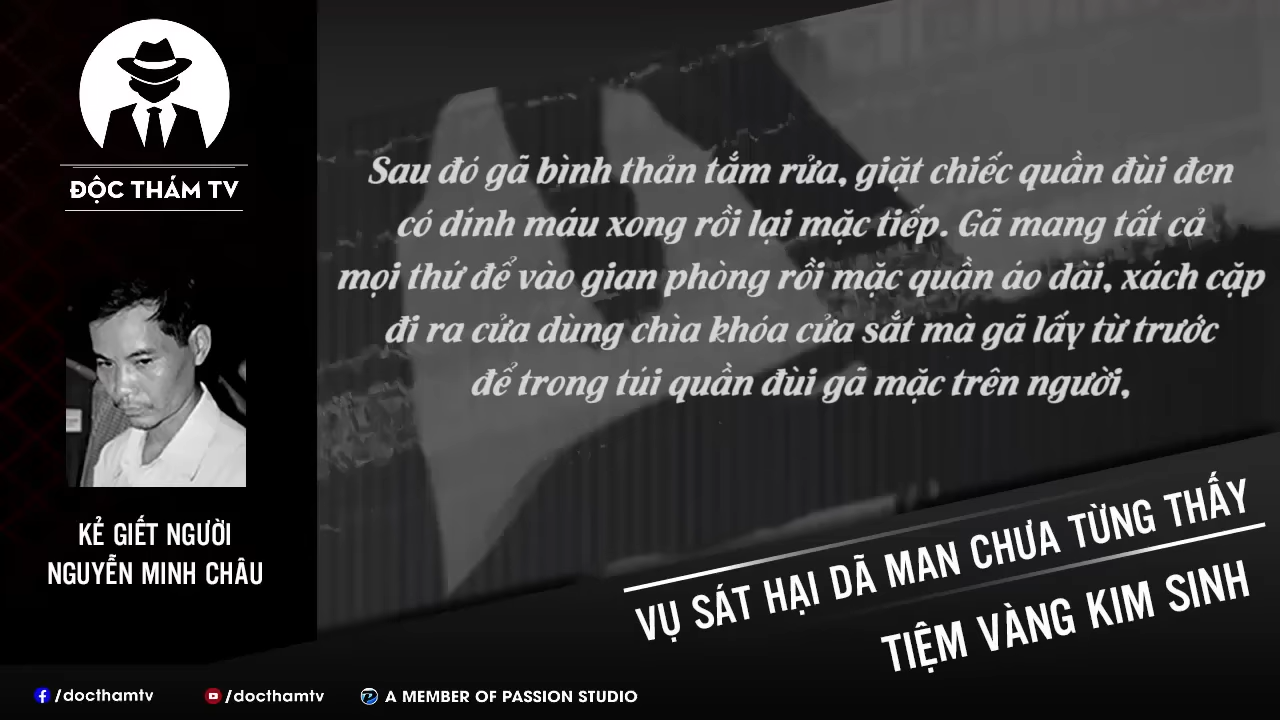 ĐỘC THÁM TV
Sau đó gã bình thản tắm rửa, giặt chiếc quần đùi đen
có dính máu xong rồi lại mặc tiếp. Gã mang tất cả
mọi thứ để vào gian phòng rồi mặc quần áo dài, xách cặp
đi ra cửa dùng chìa khóa cửa sắt mà gã lấy từ trước
để trong túi quần đùi gã mặc trên người,
KẺ GIẾT NGƯỜI
NGUYỄN MINH CHÂU
VỤ SÁT HẠI DÃ MAN CHƯA TỪNG THẤY
TIỆM VÀNG KIM SINH
/docthamtv
/docthamtv
A MEMBER OF PASSION STUDIO